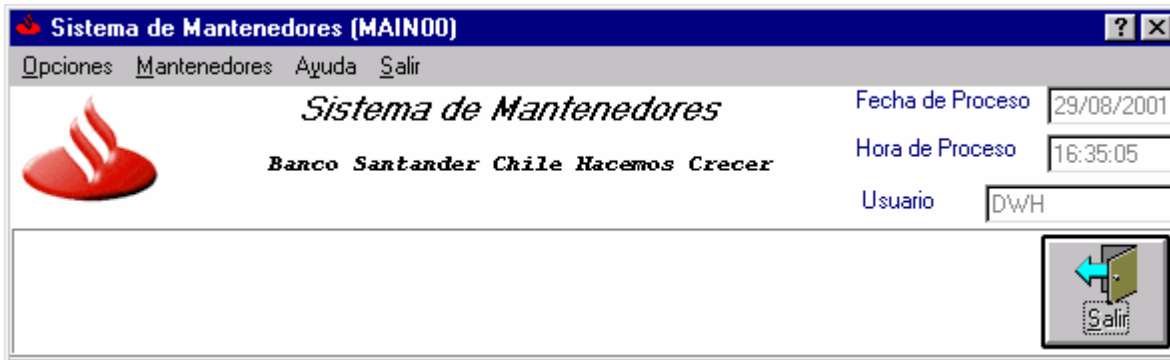 Sistema de Mantenedores (MAIN00)
Opciones Mantenedores Ayuda Salir
Sistema de Mantenedores
Banco Santander Chile Hacemos Crecer
Fecha de Proceso 29/08/2001
Hora de Proceso 16:35:05
Usuario DWH
Salir